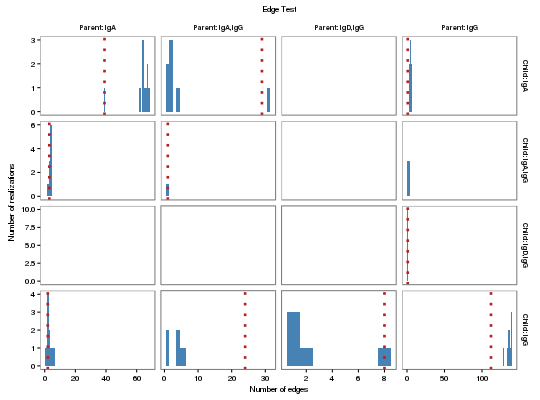 Edge Test
Parent:IgA Parent:IgA,IgG Parent:IgD,IgG Parent:IgG
3
2
1
0
Child:IgA
6
4
2
0
Child:IgA,IgG
10.0
7.5
5.0
2.5
0.0
Child:IgD,IgG
4
3
2
1
0
Child:IgG
Number of realizations
0 20 40 60 0 10 20 30 2 4 6 8 0 50 100
Number of edges